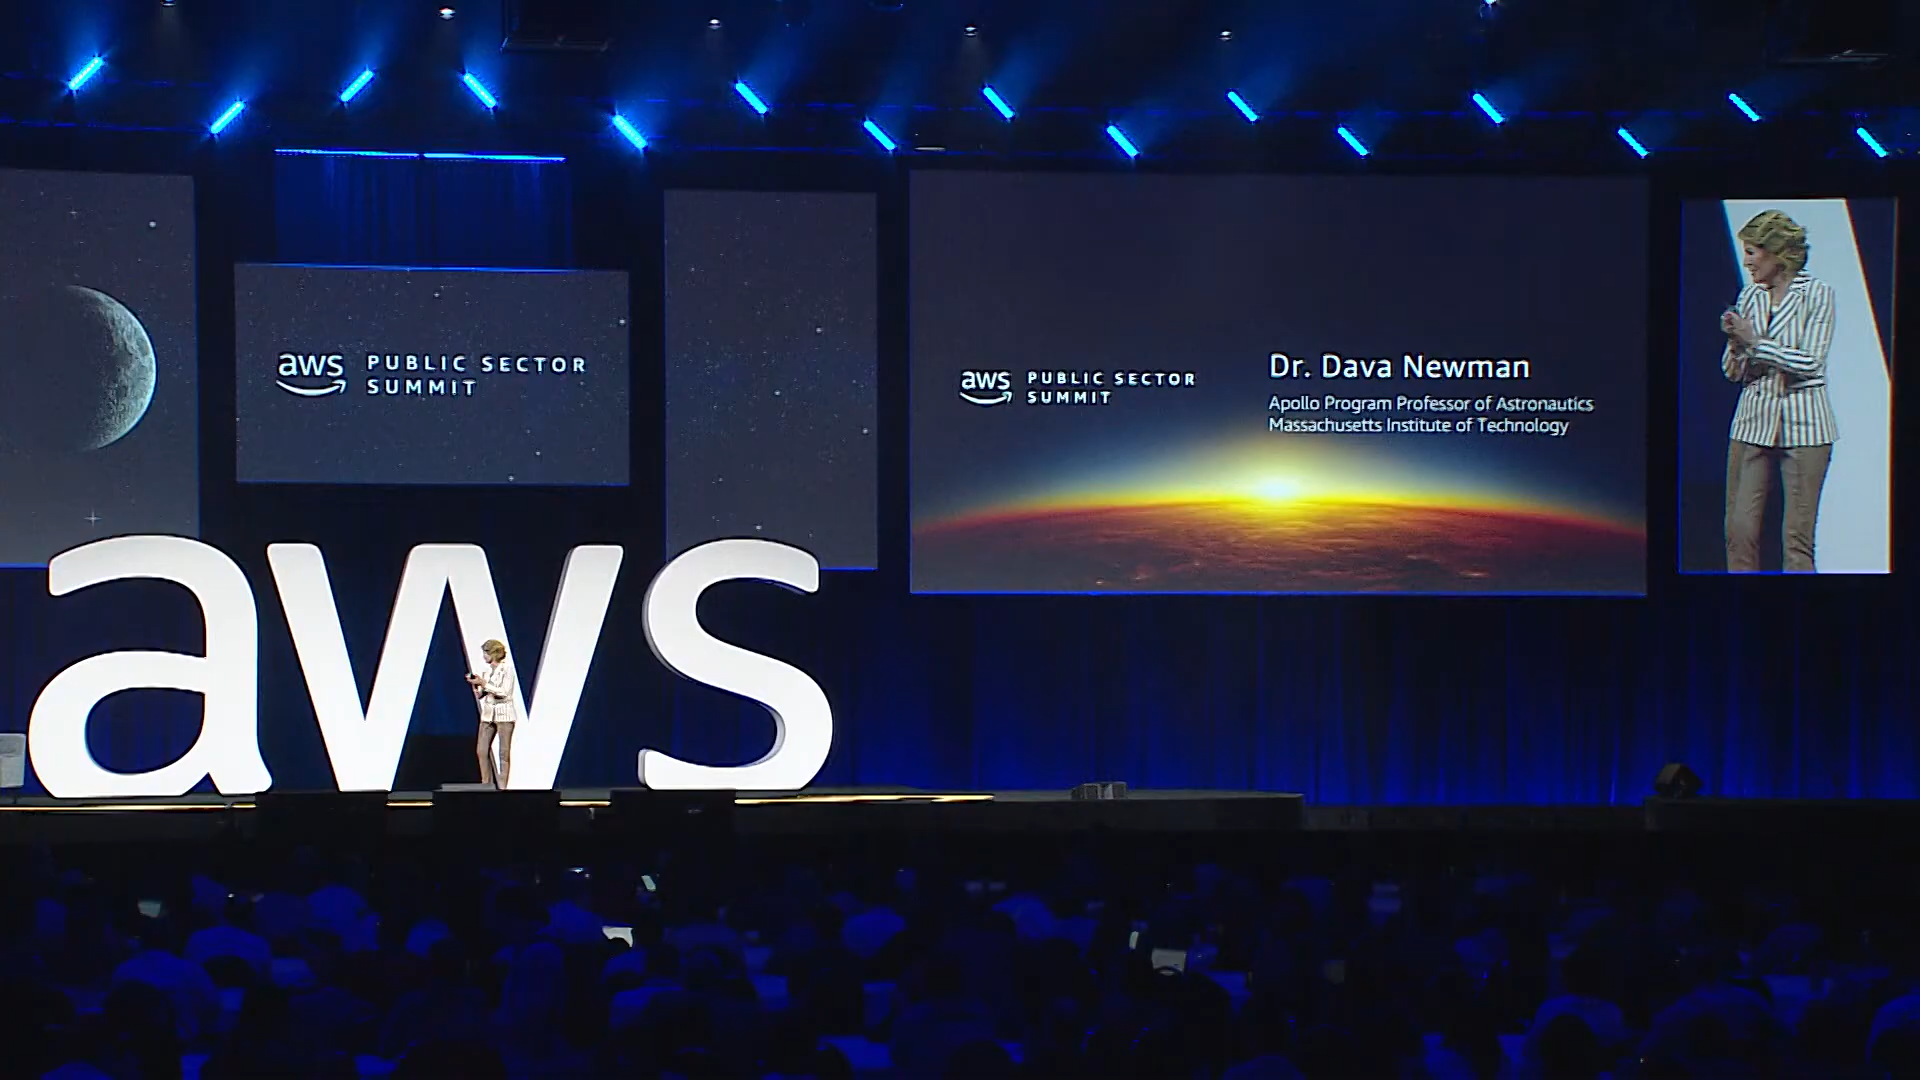 aws PUBLIC SECTOR
SUMMIT
aws PUBLIC SECTOR
SUMMIT
Dr. Dava Newman
Apollo Program Professor of Astronautics
Massachusetts Institute of Technology
aws